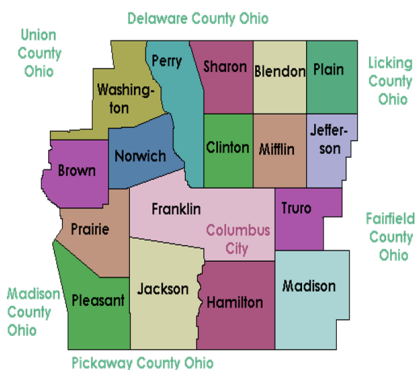 Delaware County Ohio
Union
County
Ohio
Perry
Sharon
Blendon
Plain
Licking
County
Ohio
Washing-
ton
Norwich
Clinton
Mifflin
Jeffer-
son
Brown
Franklin
Truro
Prairie
Columbus
City
Fairfield
County
Ohio
Madison
County
Ohio
Pleasant
Jackson
Hamilton
Madison
Pickaway County Ohio